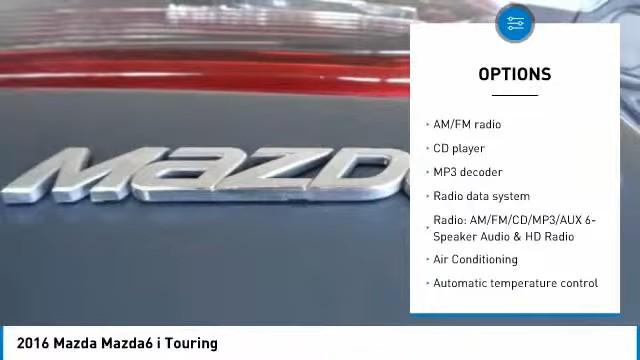 mazd
OPTIONS
AM/FM radio
CD player
MP3 decoder
Radio data system
Radio: AM/FM/CD/MP3/AUX 6-
Speaker Audio & HD Radio
Air Conditioning
Automatic temperature control
2016 Mazda Mazda6 i Touring